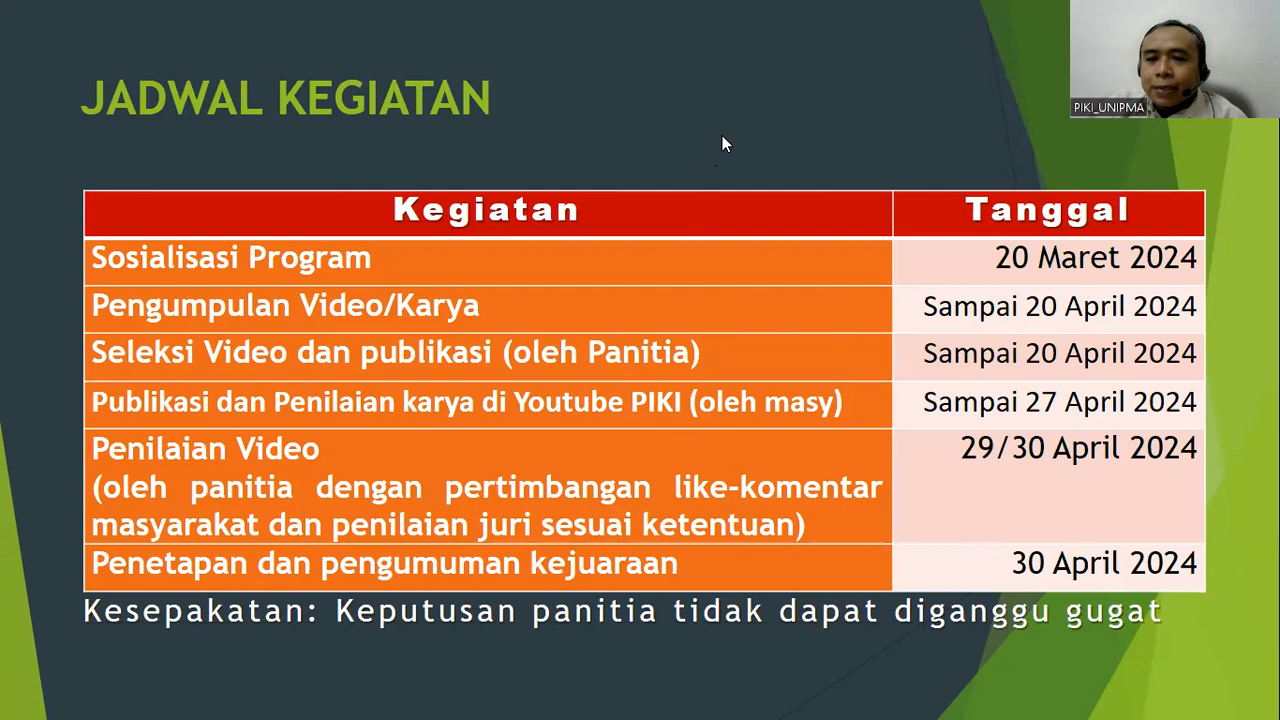 JADWAL KEGIATAN
PIKI_UNIPMA
Kegiatan Tanggal
Sosialisasi Program 20 Maret 2024
Pengumpulan Video/Karya Sampai 20 April 2024
Seleksi Video dan publikasi (oleh Panitia) Sampai 20 April 2024
Publikasi dan Penilaian karya di Youtube PIKI (oleh masy) Sampai 27 April 2024
Penilaian Video 29/30 April 2024
(oleh panitia dengan pertimbangan like-komentar
masyarakat dan penilaian juri sesuai ketentuan)
Penetapan dan pengumuman kejuaraan 30 April 2024
Kesepakatan: Keputusan panitia tidak dapat diganggu gugat